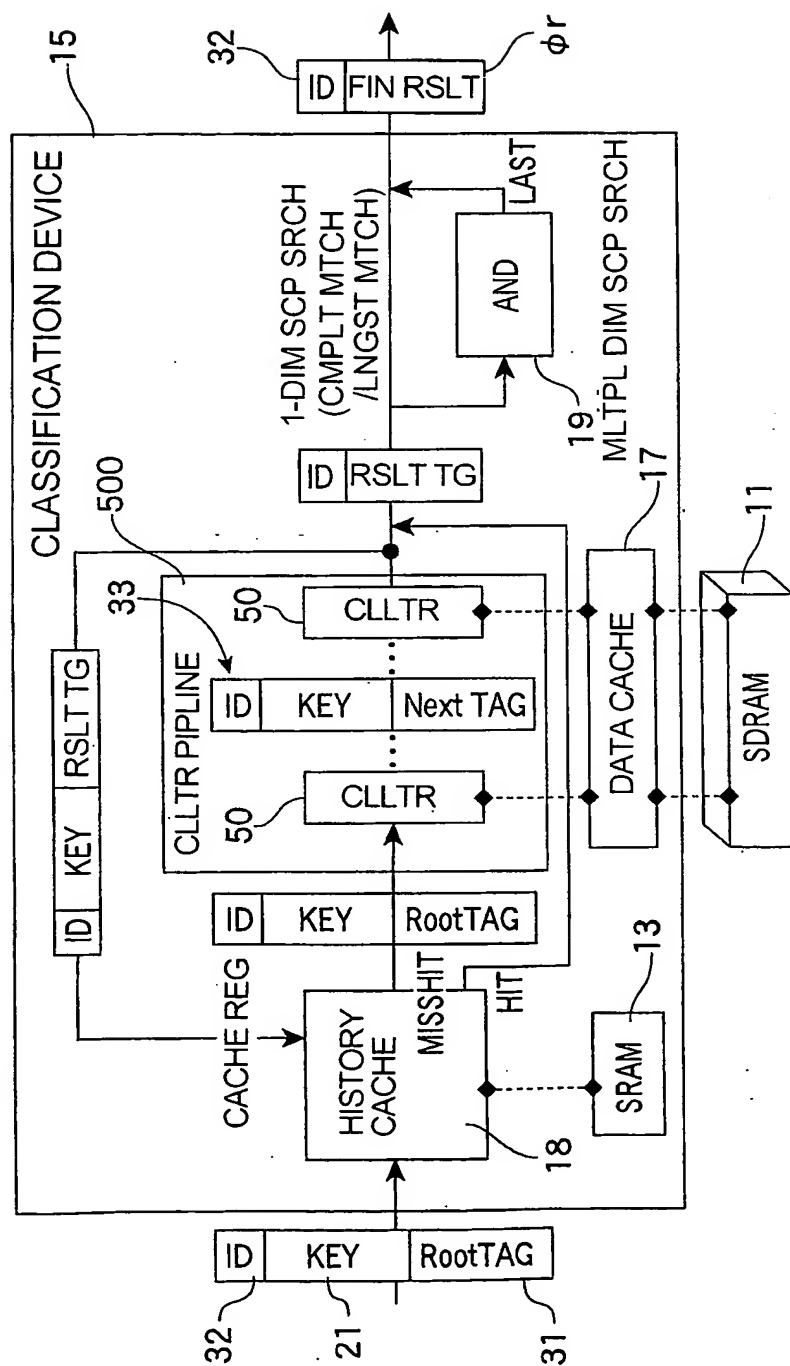 CLASSIFICATION DEVICE
15
32
ID
KEY
RootTAG
21
31
CACHE REG
ID
KEY
RSLT TG
HISTORY
CACHE
18
MISSHIT
HIT
SRAM
13
ID
KEY
RootTAG
CLLTR PIPLINE
500
50
CLLTR
33
ID
KEY
Next TAG
50
CLLTR
DATA CACHE
17
SDRAM
11
ID
RSLT TG
1-DIM SCP SRCH
(CMPLT MTCH
/LNGST MTCH)
AND
19
LAST
MLTPL DIM SCP SRCH
32
ID
FIN RSLT
φr